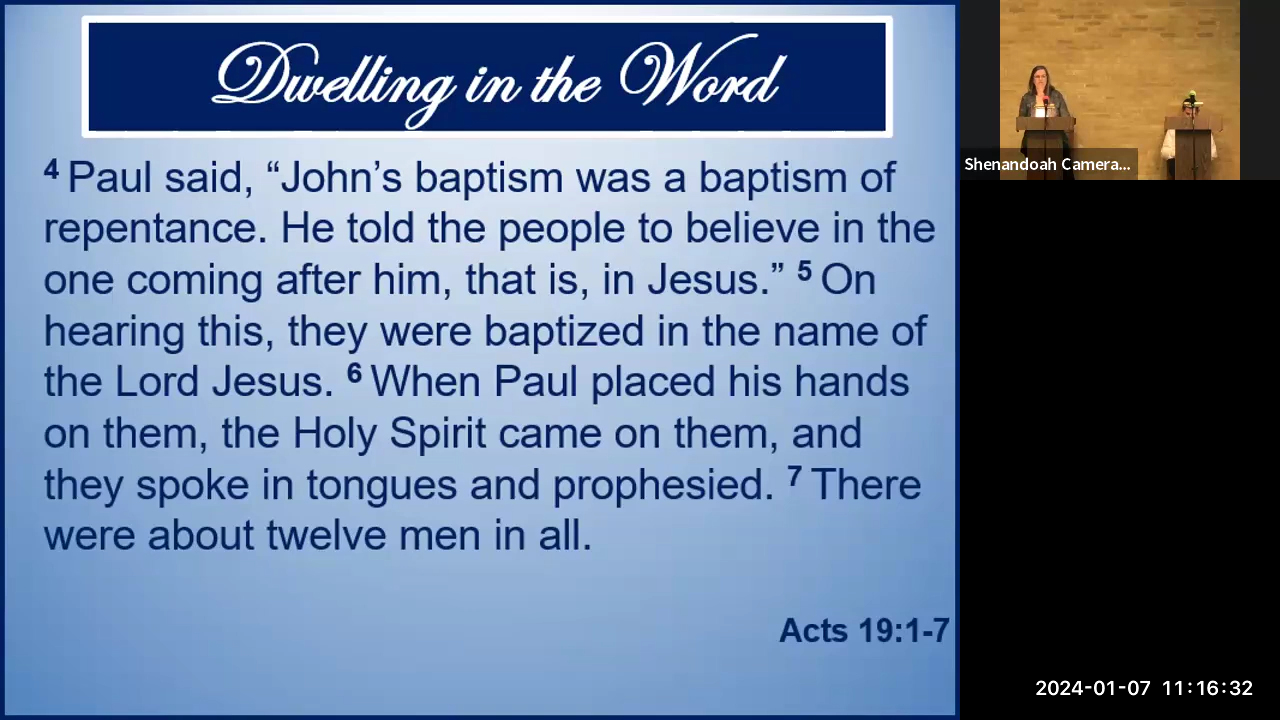 Dwelling in the Word
4 Paul said, “John’s baptism was a baptism of
repentance. He told the people to believe in the
one coming after him, that is, in Jesus.” 5 On
hearing this, they were baptized in the name of
the Lord Jesus. 6 When Paul placed his hands
on them, the Holy Spirit came on them, and
they spoke in tongues and prophesied. 7 There
were about twelve men in all.
Acts 19:1-7
Shenandoah Camera...
2024-01-07 11:16:32